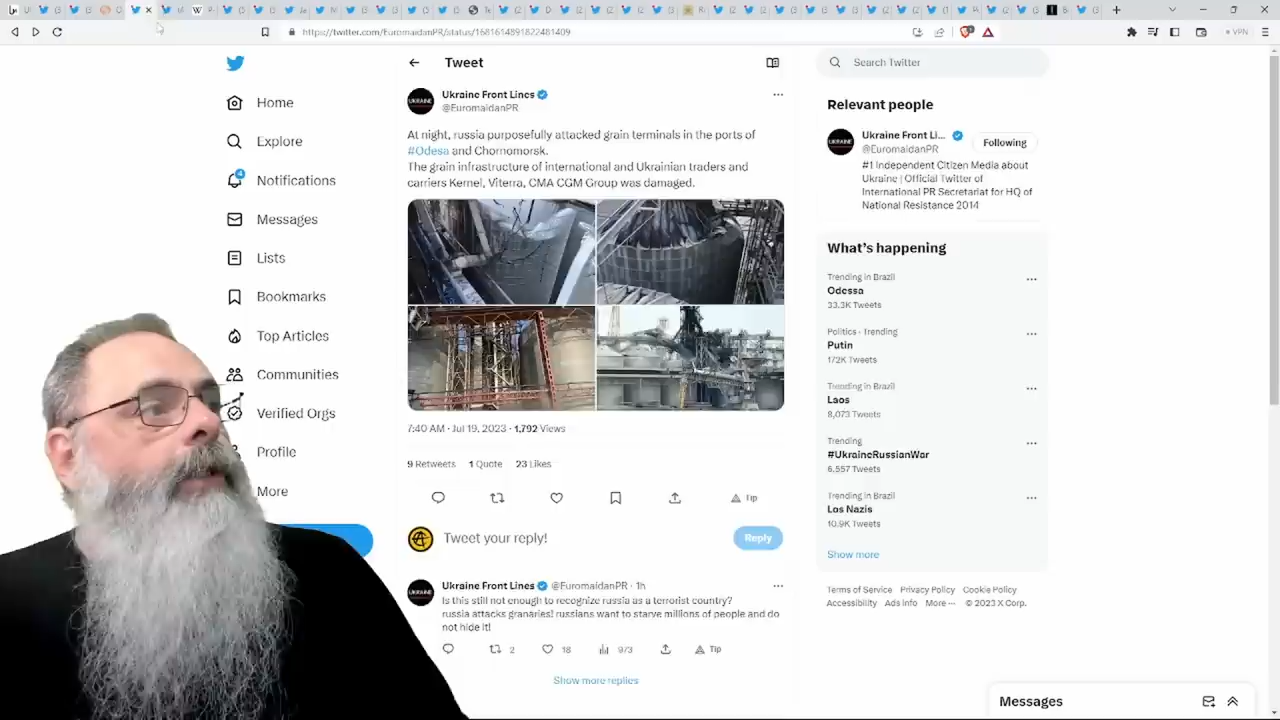 https://twitter.com/EuromaidanPR/status/1681614891822481409
VPN
Home
Explore
4
Notifications
Messages
Lists
Bookmarks
Top Articles
Communities
Verified Orgs
Profile
More
Tweet
UKRAINE
Ukraine Front Lines
@EuromaidanPR
At night, russia purposefully attacked grain terminals in the ports of
#Odesa and Chornomorsk.
The grain infrastructure of international and Ukrainian traders and
carriers Kernel, Viterra, CMA CGM Group was damaged.
7:40 AM · Jul 19, 2023 · 1,792 Views
9 Retweets 1 Quote 23 Likes
Tip
Tweet your reply!
Reply
UKRAINE
Ukraine Front Lines @EuromaidanPR · 1h
Is this still not enough to recognize russia as a terrorist country?
russia attacks granaries! russians want to starve millions of people and do
not hide it!
2 18 973 Tip
Show more replies
Search Twitter
Relevant people
UKRAINE
Ukraine Front Li...
@EuromaidanPR
Following
#1 Independent Citizen Media about
Ukraine | Official Twitter of
International PR Secretariat for HQ of
National Resistance 2014
What's happening
Trending in Brazil
Odessa
33.3K Tweets
Politics · Trending
Putin
172K Tweets
Trending in Brazil
Laos
8,073 Tweets
Trending
#UkraineRussianWar
6,557 Tweets
Trending in Brazil
Los Nazis
10.9K Tweets
Show more
Terms of Service Privacy Policy Cookie Policy
Accessibility Ads info More ··· © 2023 X Corp.
Messages